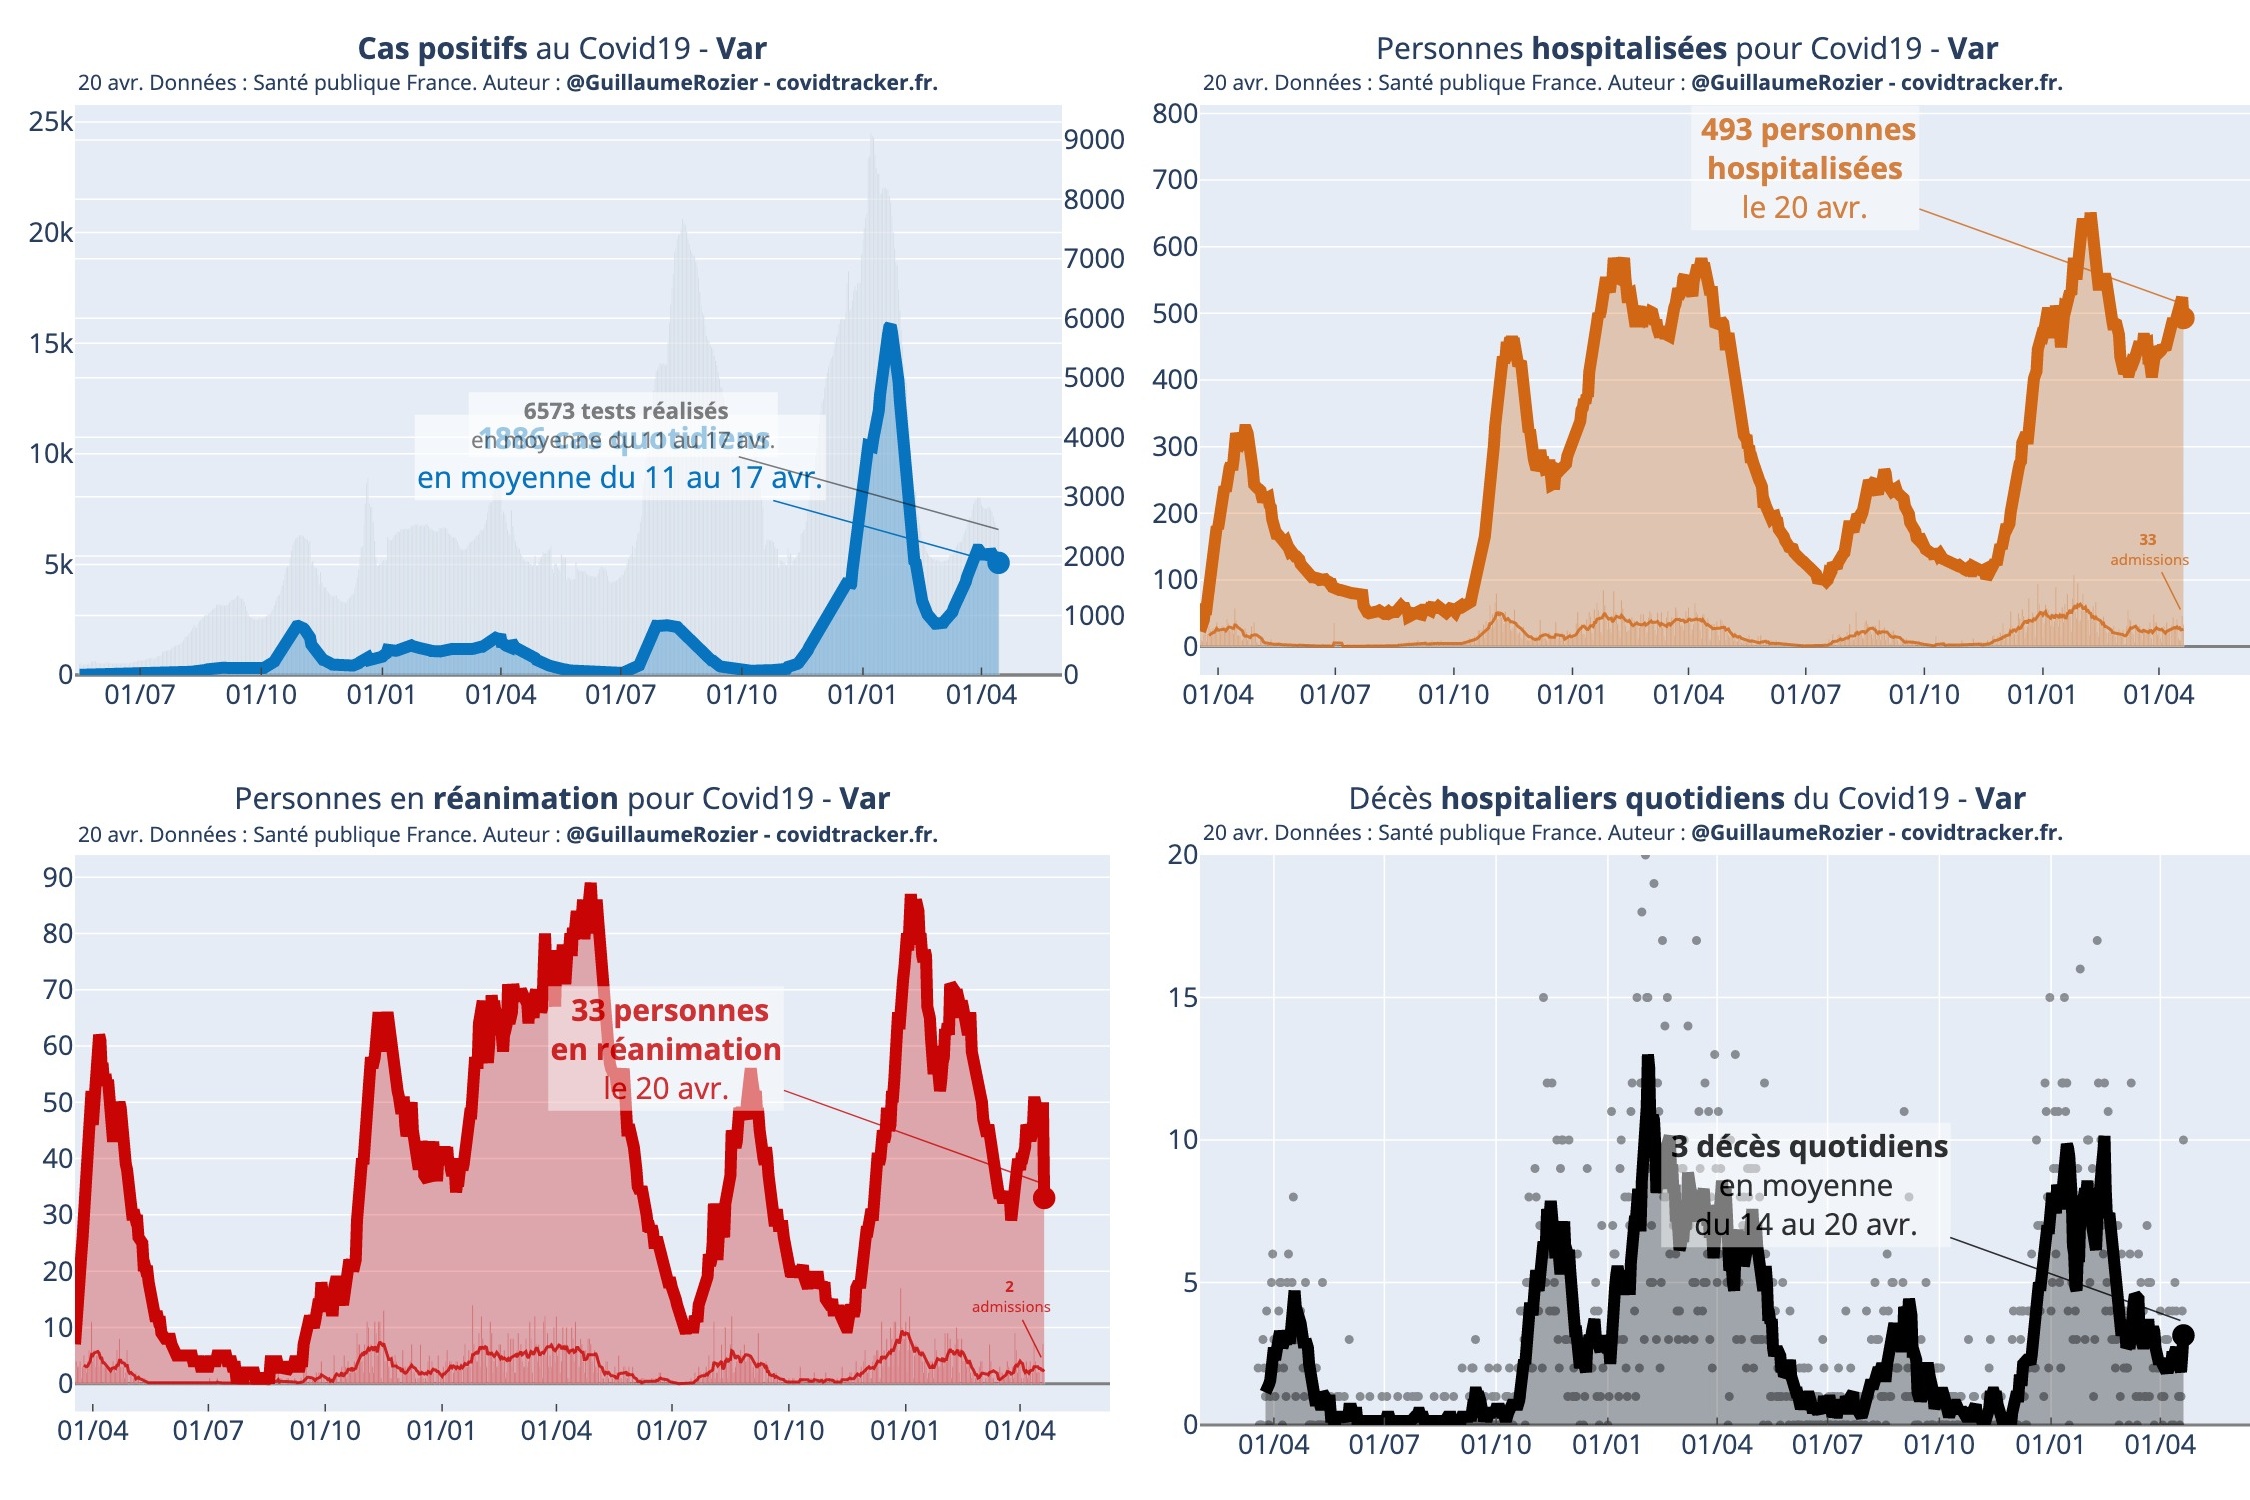 Cas positifs au Covid19 - Var
20 avr. Données : Santé publique France. Auteur : @GuillaumeRozier - covidtracker.fr.
25k
20k
15k
10k
5k
0
9000
8000
7000
6000
5000
4000
3000
2000
1000
0
6573 tests réalisés
en moyenne du 11 au 17 avr.
1886 cas quotidiens
en moyenne du 11 au 17 avr.
01/07 01/10 01/01 01/04 01/07 01/10 01/01 01/04
Personnes hospitalisées pour Covid19 - Var
20 avr. Données : Santé publique France. Auteur : @GuillaumeRozier - covidtracker.fr.
800
700
600
500
400
300
200
100
0
493 personnes
hospitalisées
le 20 avr.
33
admissions
01/04 01/07 01/10 01/01 01/04 01/07 01/10 01/01 01/04
Personnes en réanimation pour Covid19 - Var
20 avr. Données : Santé publique France. Auteur : @GuillaumeRozier - covidtracker.fr.
90
80
70
60
50
40
30
20
10
0
33 personnes
en réanimation
le 20 avr.
2
admissions
01/04 01/07 01/10 01/01 01/04 01/07 01/10 01/01 01/04
Décès hospitaliers quotidiens du Covid19 - Var
20 avr. Données : Santé publique France. Auteur : @GuillaumeRozier - covidtracker.fr.
20
15
10
5
0
3 décès quotidiens
en moyenne
du 14 au 20 avr.
01/04 01/07 01/10 01/01 01/04 01/07 01/10 01/01 01/04